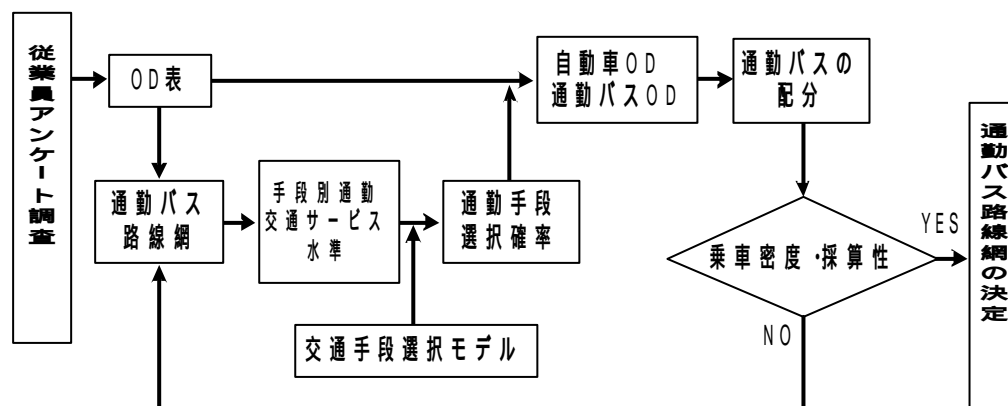 従業員アンケート調査
OD表
自動車OD
通勤バスOD
通勤バスの
配分
通勤バス
路線網
手段別通勤
交通サービス
水準
通勤手段
選択確率
交通手段選択モデル
乗車密度・採算性
YES
NO
通勤バス路線網の決定